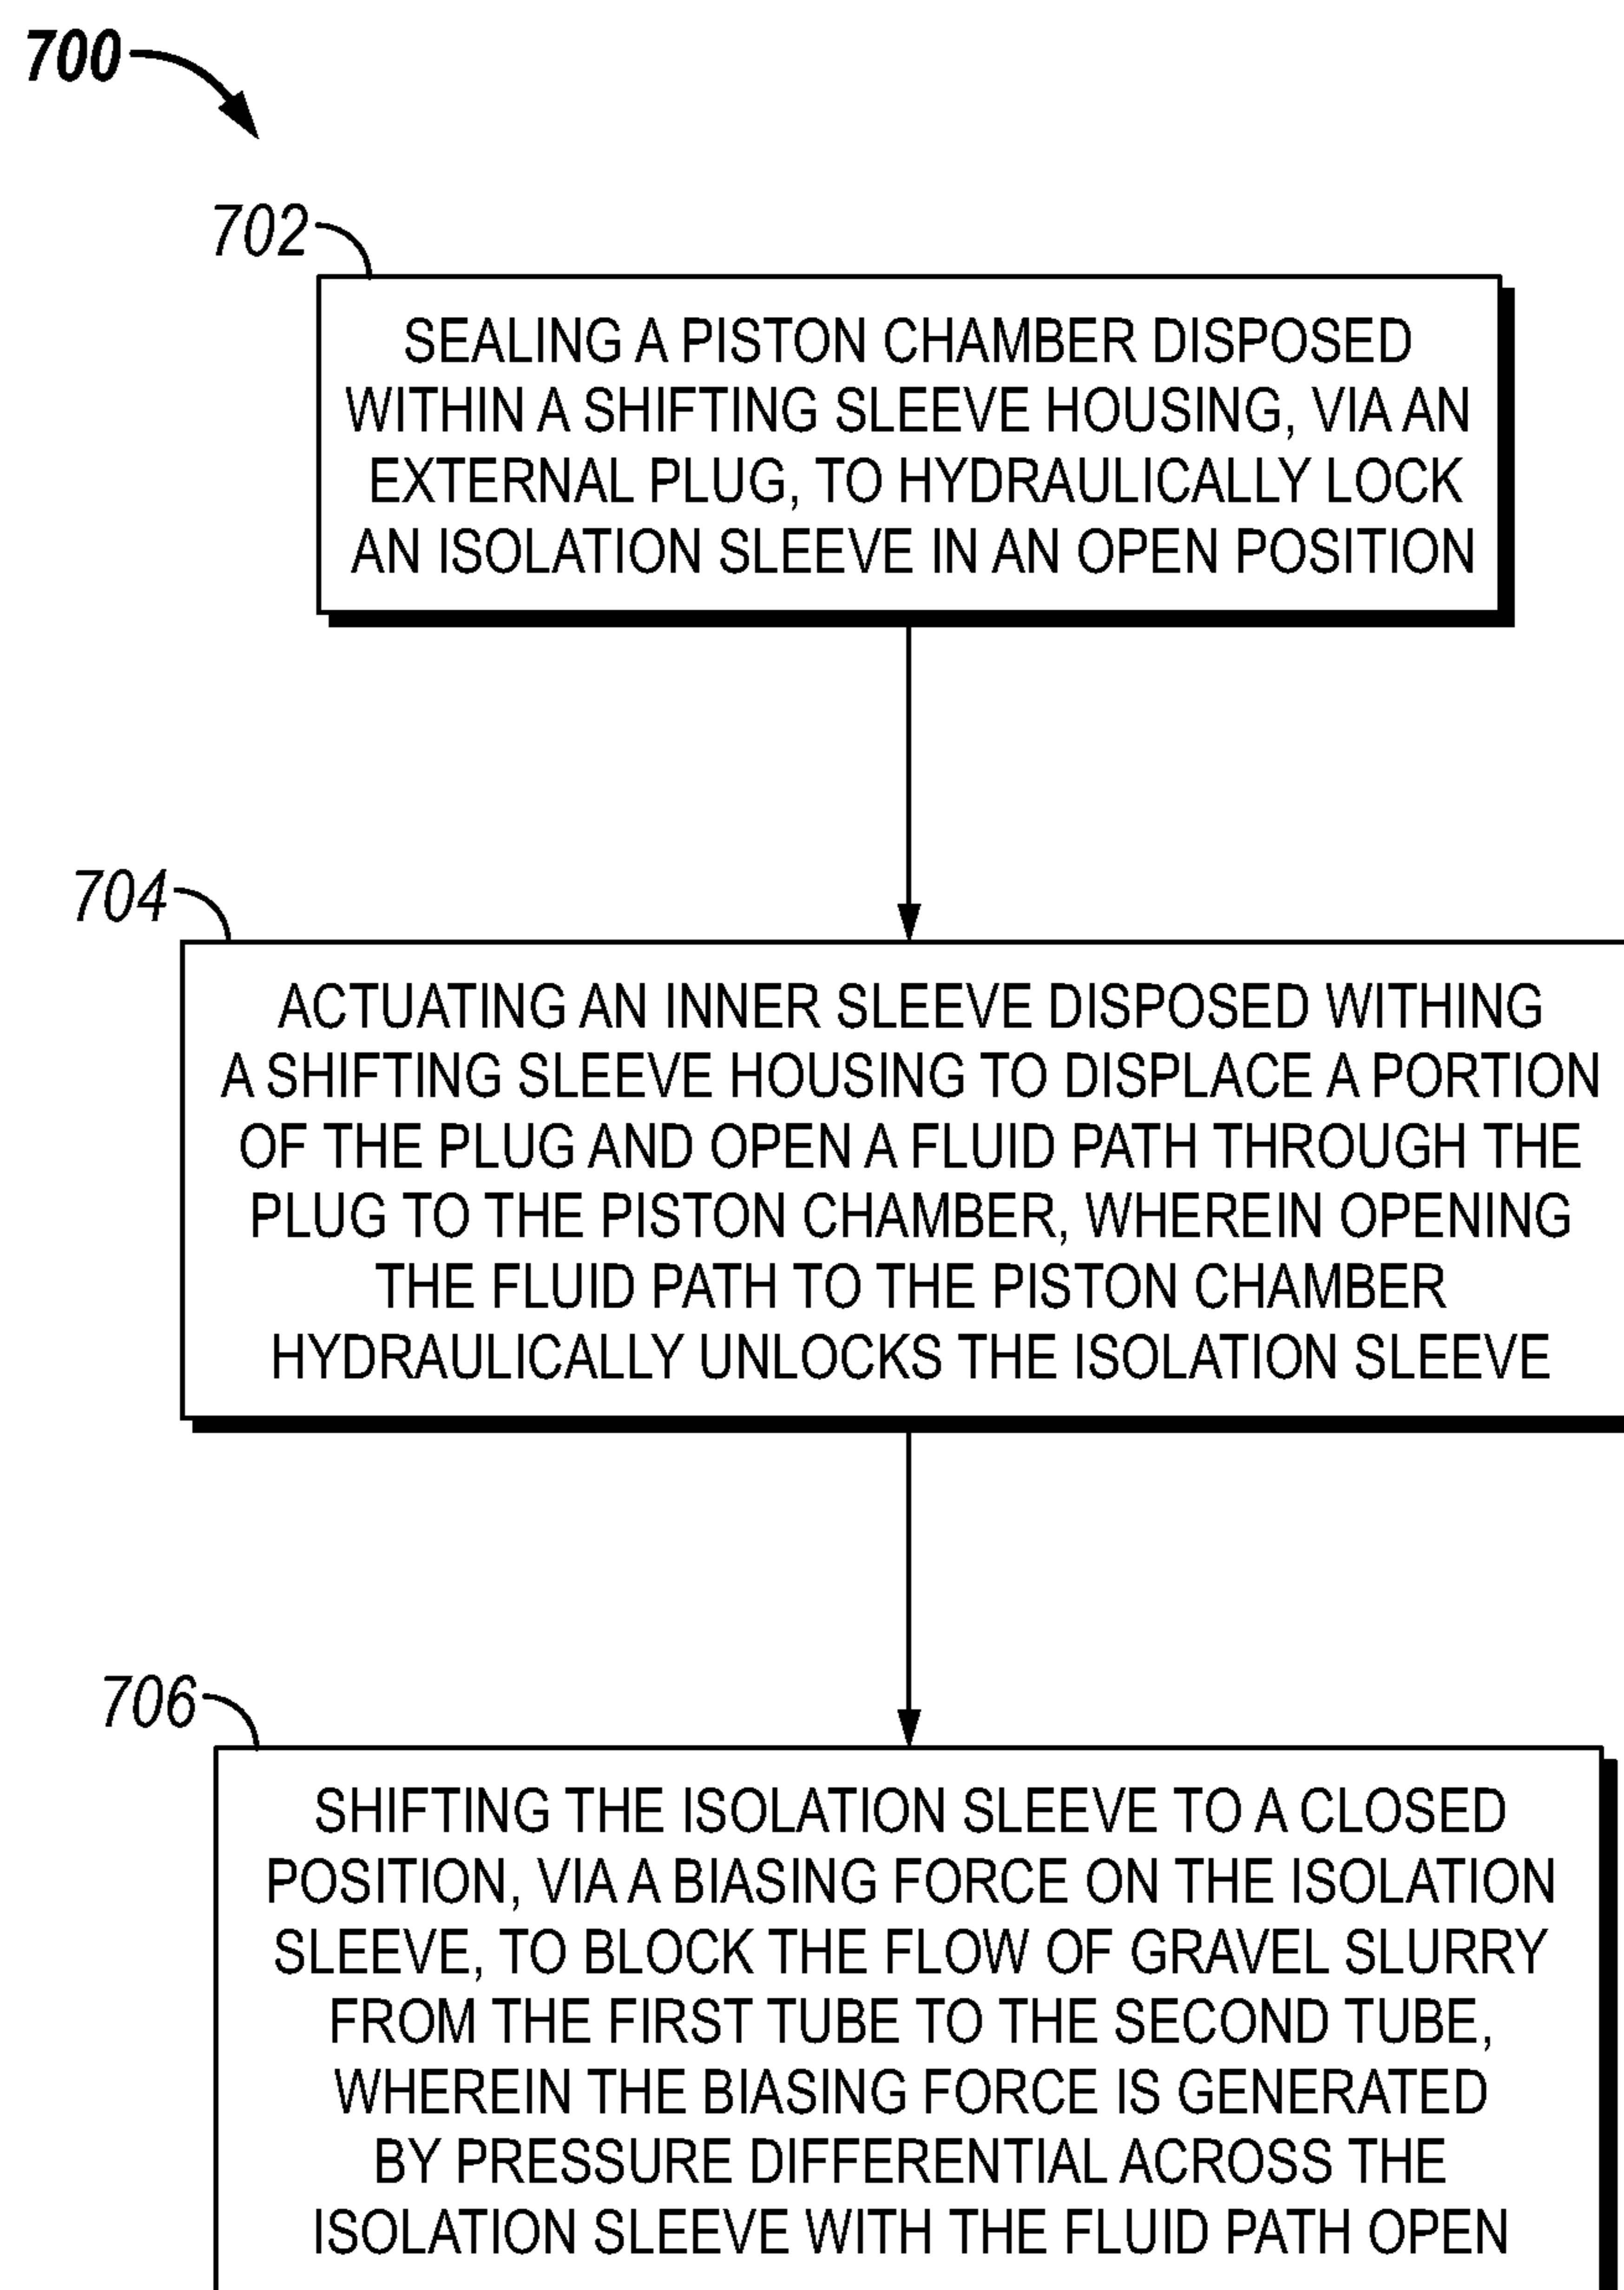 700
702
SEALING A PISTON CHAMBER DISPOSED
WITHIN A SHIFTING SLEEVE HOUSING, VIA AN
EXTERNAL PLUG, TO HYDRAULICALLY LOCK
AN ISOLATION SLEEVE IN AN OPEN POSITION
704
ACTUATING AN INNER SLEEVE DISPOSED WITHING
A SHIFTING SLEEVE HOUSING TO DISPLACE A PORTION
OF THE PLUG AND OPEN A FLUID PATH THROUGH THE
PLUG TO THE PISTON CHAMBER, WHEREIN OPENING
THE FLUID PATH TO THE PISTON CHAMBER
HYDRAULICALLY UNLOCKS THE ISOLATION SLEEVE
706
SHIFTING THE ISOLATION SLEEVE TO A CLOSED
POSITION, VIA A BIASING FORCE ON THE ISOLATION
SLEEVE, TO BLOCK THE FLOW OF GRAVEL SLURRY
FROM THE FIRST TUBE TO THE SECOND TUBE,
WHEREIN THE BIASING FORCE IS GENERATED
BY PRESSURE DIFFERENTIAL ACROSS THE
ISOLATION SLEEVE WITH THE FLUID PATH OPEN